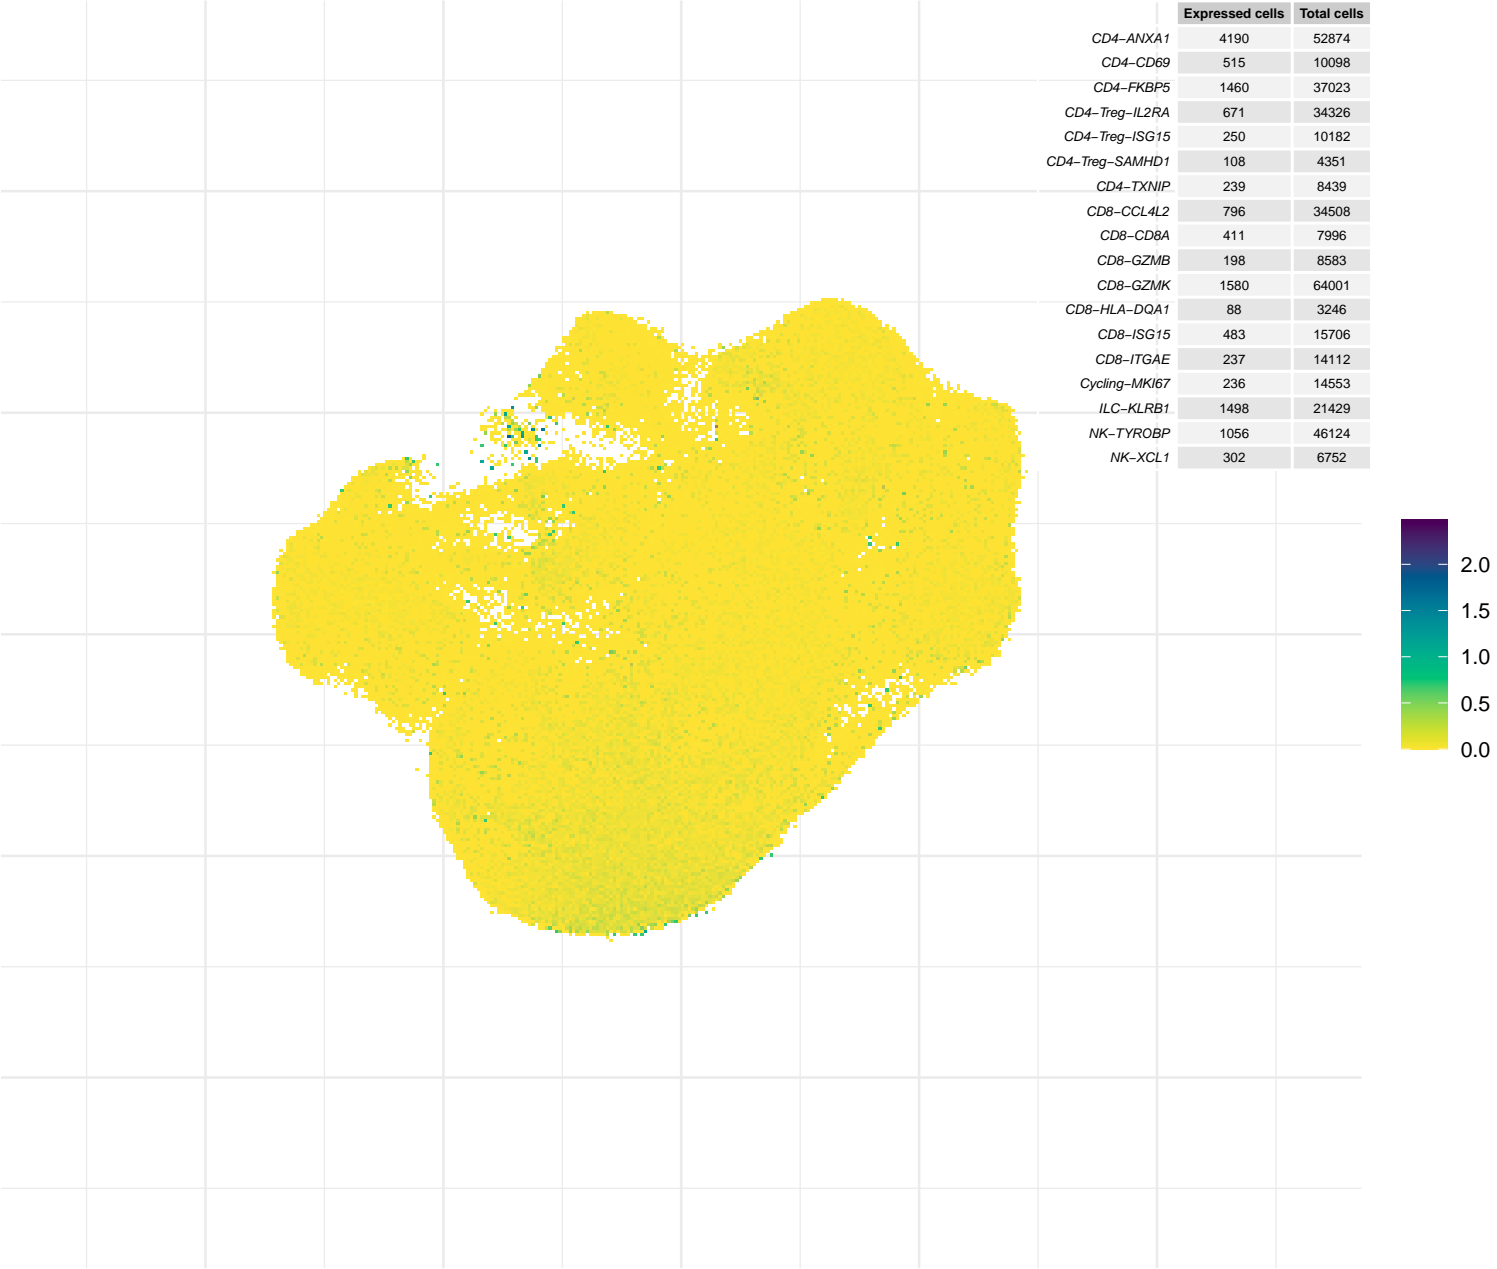 Expressed cells Total cells
CD4−ANXA1 4190 52874
CD4−CD69 515 10098
CD4−FKBP5 1460 37023
CD4−Treg−IL2RA 671 34326
CD4−Treg−ISG15 250 10182
CD4−Treg−SAMHD1 108 4351
CD4−TXNIP 239 8439
CD8−CCL4L2 796 34508
CD8−CD8A 411 7996
CD8−GZMB 198 8583
CD8−GZMK 1580 64001
CD8−HLA−DQA1 88 3246
CD8−ISG15 483 15706
CD8−ITGAE 237 14112
Cycling−MKI67 236 14553
ILC−KLRB1 1498 21429
NK−TYROBP 1056 46124
NK−XCL1 302 6752
2.0
1.5
1.0
0.5
0.0